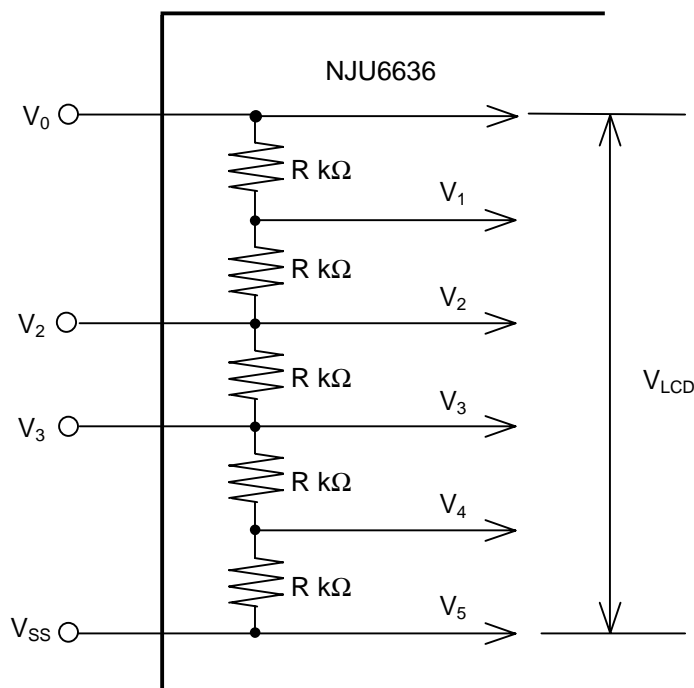 NJU6636
V0
R kΩ
V1
R kΩ
V2
V2
R kΩ
VLCD
V3
V3
R kΩ
V4
R kΩ
V5
VSS